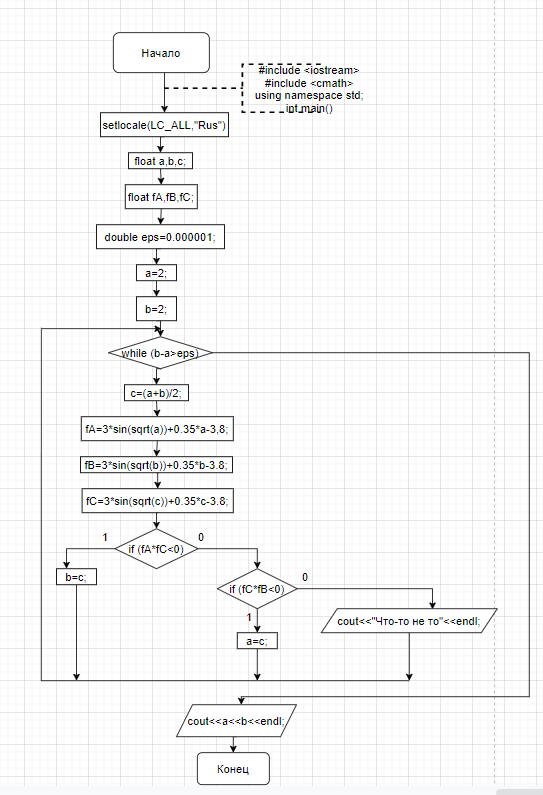 Начало
#include <iostream>
#include <cmath>
using namespace std;
int main()
setlocale(LC_ALL,"Rus")
float a,b,c;
float fA,fB,fC;
double eps=0.000001;
a=2;
b=2;
while (b-a>eps)
c=(a+b)/2;
fA=3*sin(sqrt(a))+0.35*a-3,8;
fB=3*sin(sqrt(b))+0.35*b-3.8;
fC=3*sin(sqrt(c))+0.35*c-3.8;
1
if (fA*fC<0)
0
b=c;
if (fC*fB<0)
0
1
cout<<"Что-то не то"<<endl;
a=c;
cout<<a<<b<<endl;
Конец